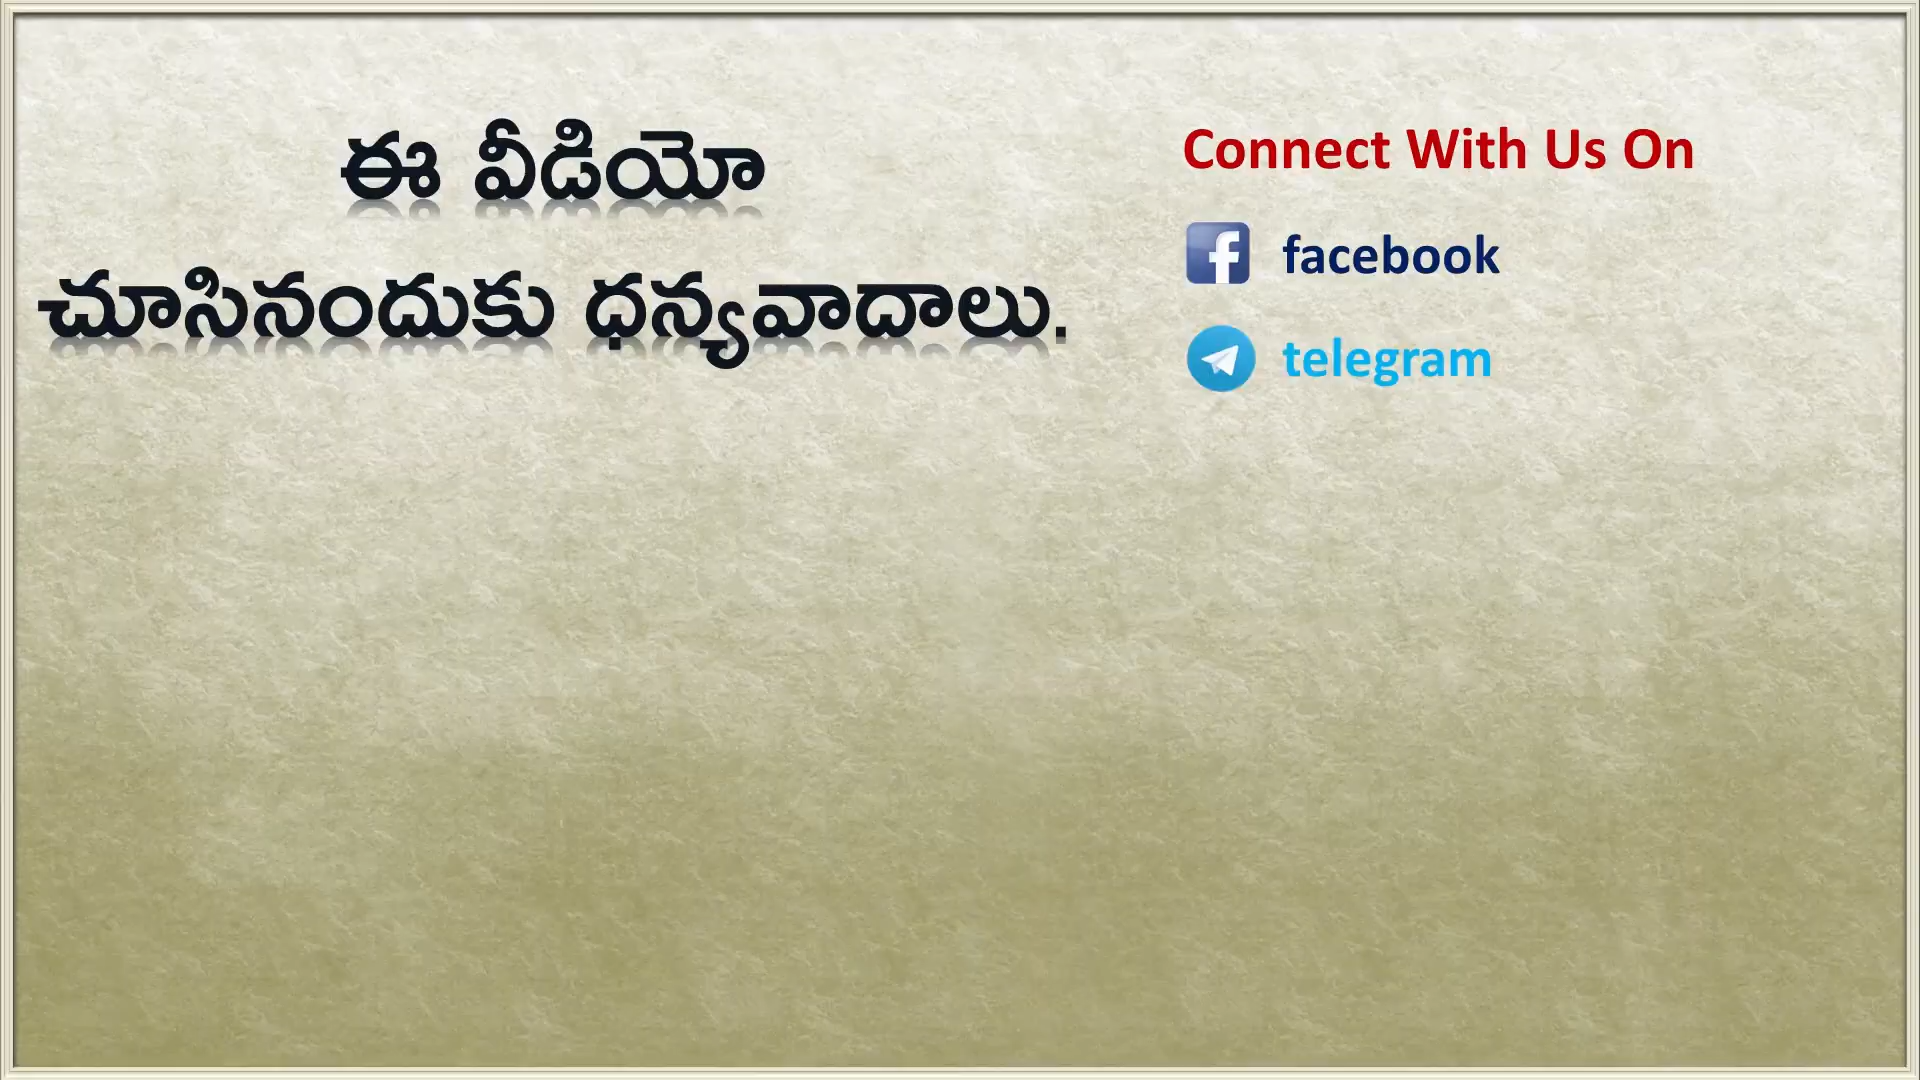 ఈ వీడియో
చూసినందుకు ధన్యవాదాలు.
Connect With Us On
facebook
telegram